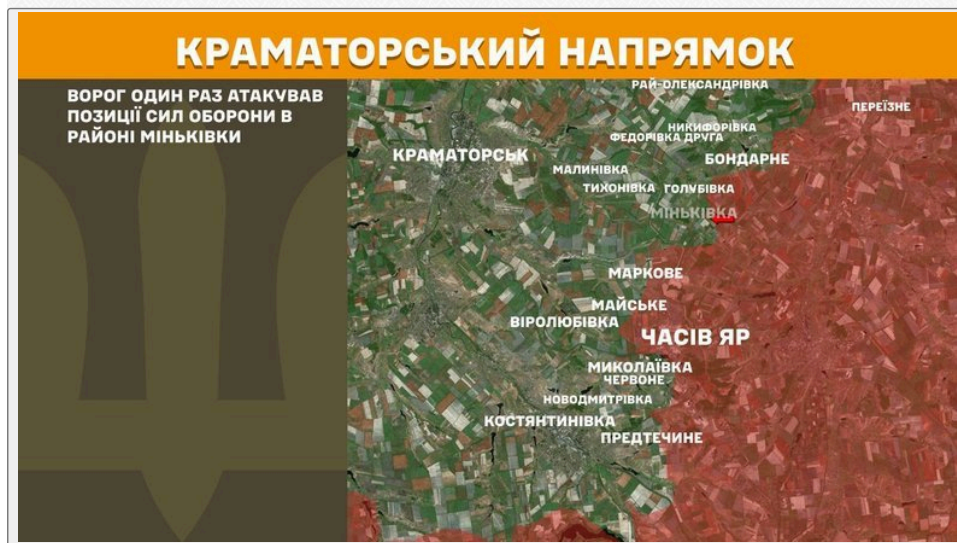 КРАМАТОРСЬКИЙ НАПРЯМОК
ВОРОГ ОДИН РАЗ АТАКУВАВ
ПОЗИЦІЇ СИЛ ОБОРОНИ В
РАЙОНІ МІНЬКІВКИ
РАЙ-ОЛЕКСАНДРІВКА
ПЕРЕЇЗНЕ
НИКИФОРІВКА
ФЕДОРІВКА ДРУГА
КРАМАТОРСЬК
БОНДАРНЕ
МАЛИНІВКА
ТИХОНІВКА
ГОЛУБІВКА
МІНЬКІВКА
МАРКОВЕ
МАЙСЬКЕ
ВІРОЛЮБІВКА
ЧАСІВ ЯР
МИКОЛАЇВКА
ЧЕРВОНЕ
НОВОДМИТРІВКА
КОСТЯНТИНІВКА
ПРЕДТЕЧИНЕ